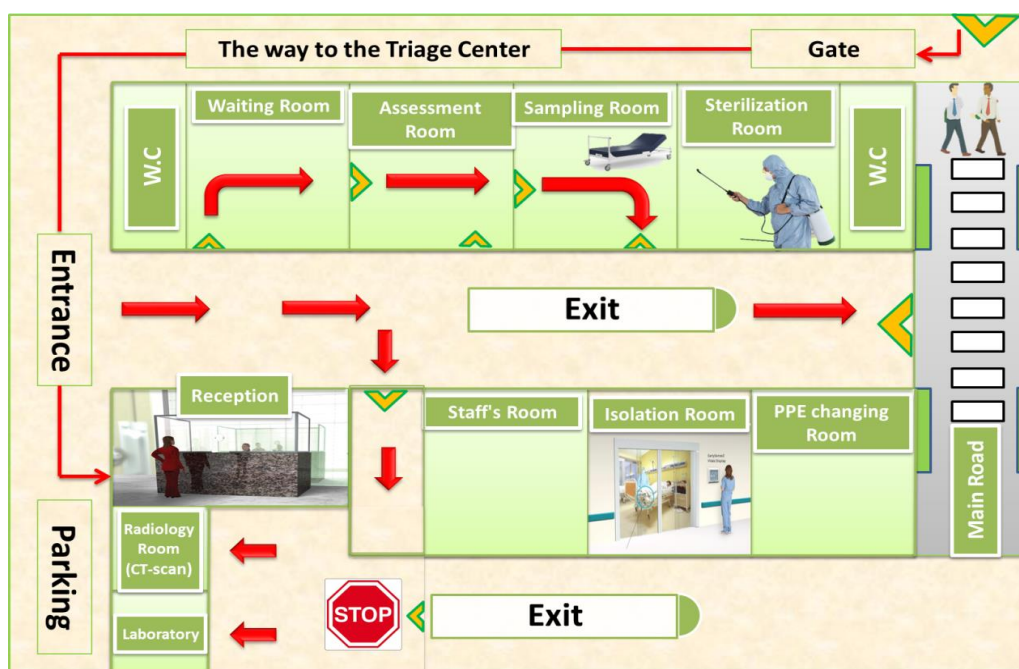 The way to the Triage Center
Gate
W.C
Waiting Room
Assessment
Room
Sampling Room
Sterilization
Room
W.C
Entrance
Exit
Reception
Staff's Room
Isolation Room
PPE changing
Room
Main Road
Parking
Radiology
Room
(CT-scan)
Laboratory
STOP
Exit